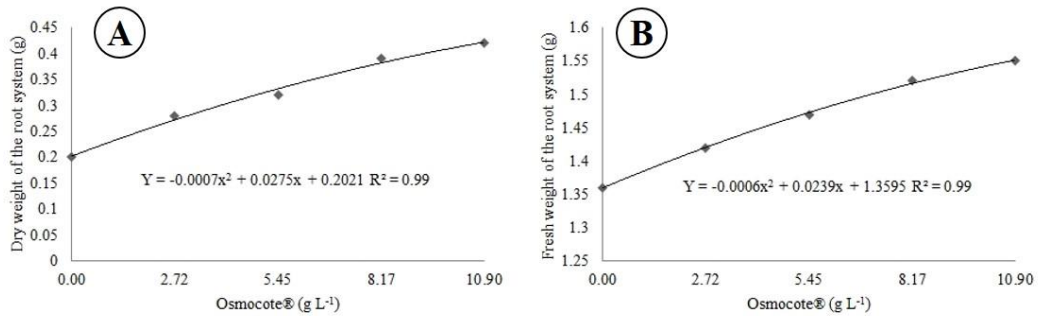 A
Dry weight of the root system (g)
0.45
0.4
0.35
0.3
0.25
0.2
0.15
0.1
0.05
0
Y = -0.0007x² + 0.0275x + 0.2021 R² = 0.99
0.00 2.72 5.45 8.17 10.90
Osmocote® (g L⁻¹)
B
Fresh weight of the root system (g)
1.6
1.55
1.5
1.45
1.4
1.35
1.3
1.25
Y = -0.0006x² + 0.0239x + 1.3595 R² = 0.99
0.00 2.72 5.45 8.17 10.90
Osmocote® (g L⁻¹)